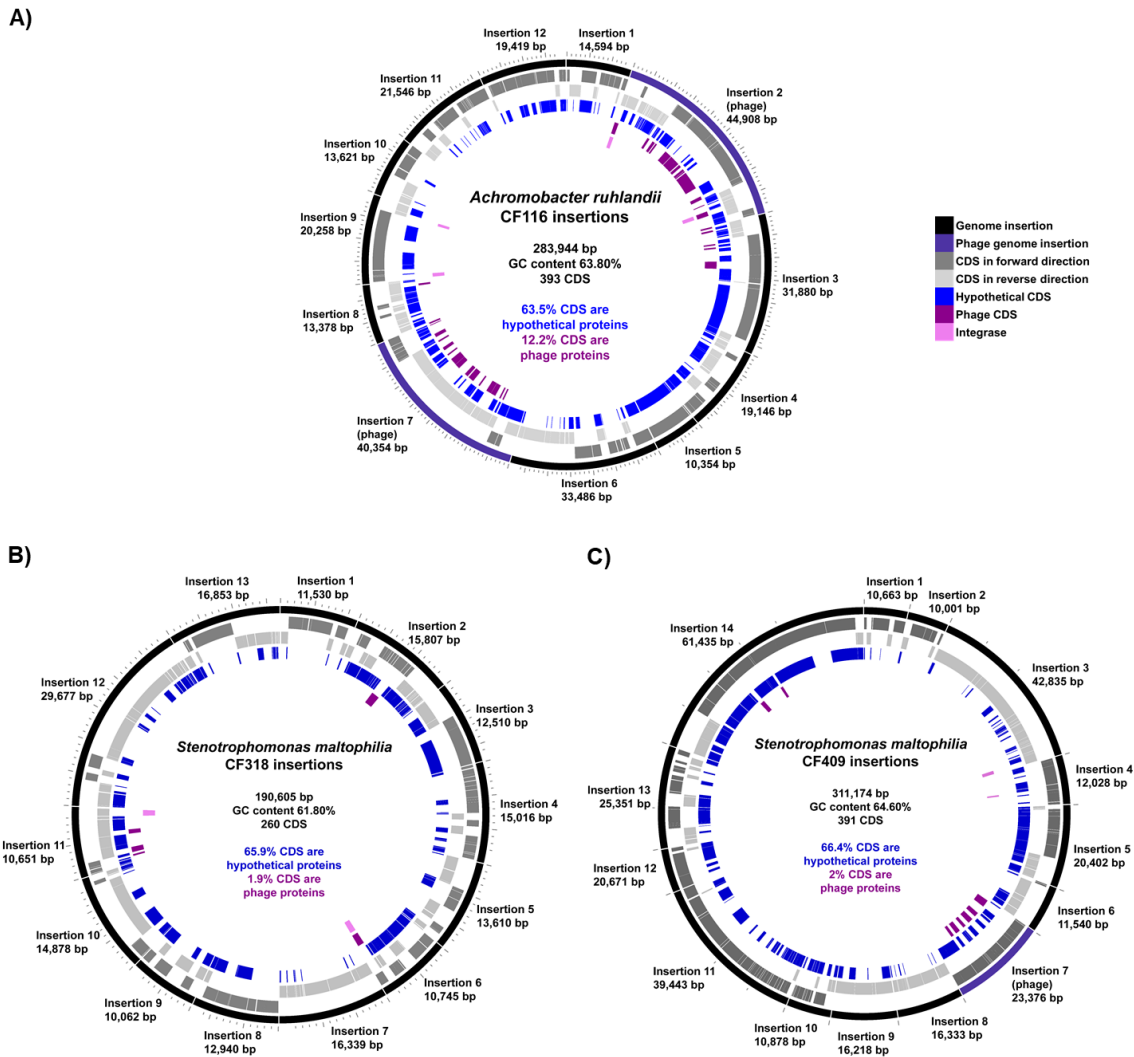 A)
Insertion 12
19,419 bp
Insertion 1
14,594 bp
Insertion 11
21,546 bp
Insertion 2
(phage)
44,908 bp
Insertion 10
13,621 bp
Insertion 9
20,258 bp
Insertion 3
31,880 bp
Insertion 8
13,378 bp
Insertion 4
19,146 bp
Insertion 7
(phage)
40,354 bp
Insertion 5
10,354 bp
Insertion 6
33,486 bp
Achromobacter ruhlandii
CF116 insertions
283,944 bp
GC content 63.80%
393 CDS
63.5% CDS are
hypothetical proteins
12.2% CDS are
phage proteins
Genome insertion
Phage genome insertion
CDS in forward direction
CDS in reverse direction
Hypothetical CDS
Phage CDS
Integrase
B)
Insertion 13
16,853 bp
Insertion 1
11,530 bp
Insertion 2
15,807 bp
Insertion 12
29,677 bp
Insertion 3
12,510 bp
Insertion 4
15,016 bp
Insertion 11
10,651 bp
Insertion 5
13,610 bp
Insertion 10
14,878 bp
Insertion 6
10,745 bp
Insertion 9
10,062 bp
Insertion 7
16,339 bp
Insertion 8
12,940 bp
Stenotrophomonas maltophilia
CF318 insertions
190,605 bp
GC content 61.80%
260 CDS
65.9% CDS are
hypothetical proteins
1.9% CDS are
phage proteins
C)
Insertion 1
10,663 bp
Insertion 2
10,001 bp
Insertion 14
61,435 bp
Insertion 3
42,835 bp
Insertion 4
12,028 bp
Insertion 13
25,351 bp
Insertion 5
20,402 bp
Insertion 12
20,671 bp
Insertion 6
11,540 bp
Insertion 11
39,443 bp
Insertion 7
(phage)
23,376 bp
Insertion 10
10,878 bp
Insertion 9
16,218 bp
Insertion 8
16,333 bp
Stenotrophomonas maltophilia
CF409 insertions
311,174 bp
GC content 64.60%
391 CDS
66.4% CDS are
hypothetical proteins
2% CDS are
phage proteins